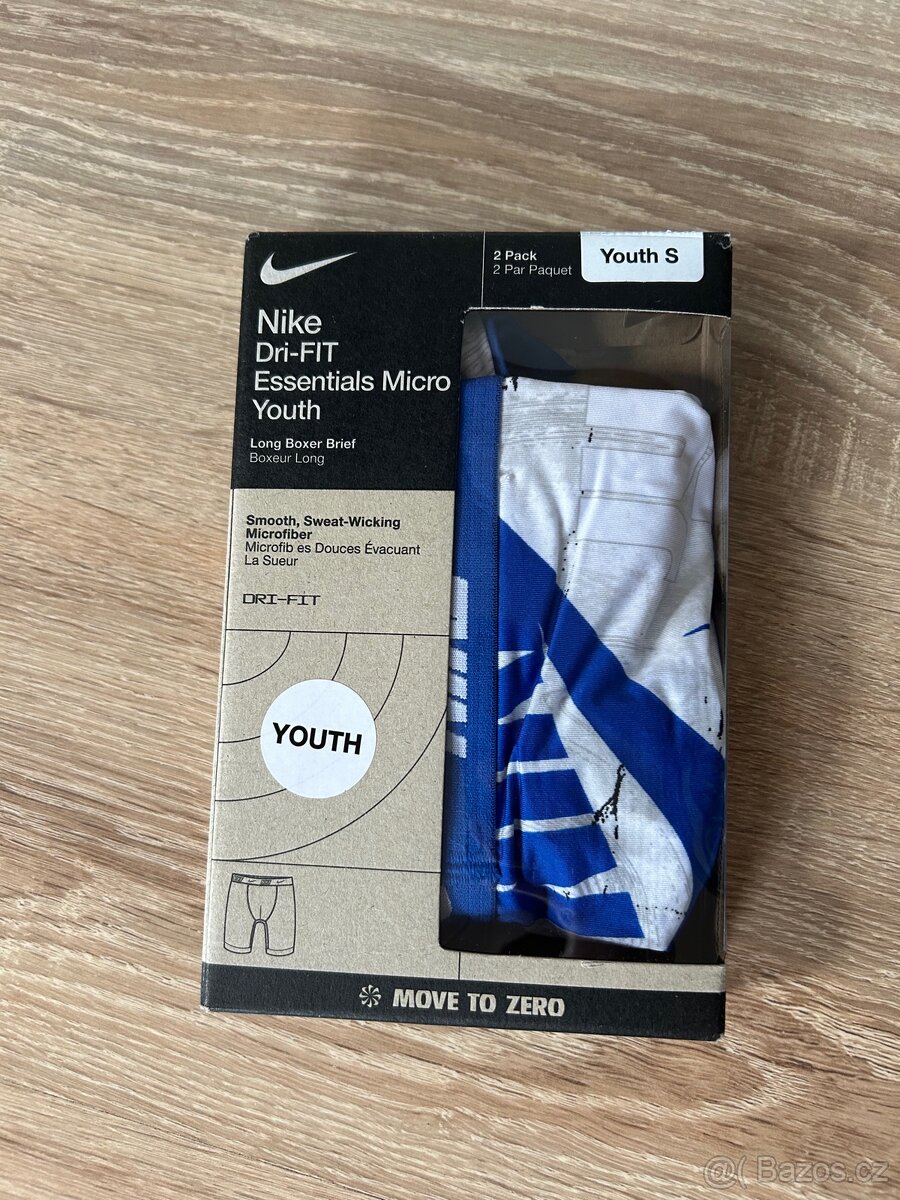 2 Pack
2 Par Paquet
Youth S
Nike
Dri-FIT
Essentials Micro
Youth
Long Boxer Brief
Boxeur Long
Smooth, Sweat-Wicking
Microfiber
Microfib es Douces Évacuant
La Sueur
DRI-FIT
YOUTH
MOVE TO ZERO
@( Bazos.cz